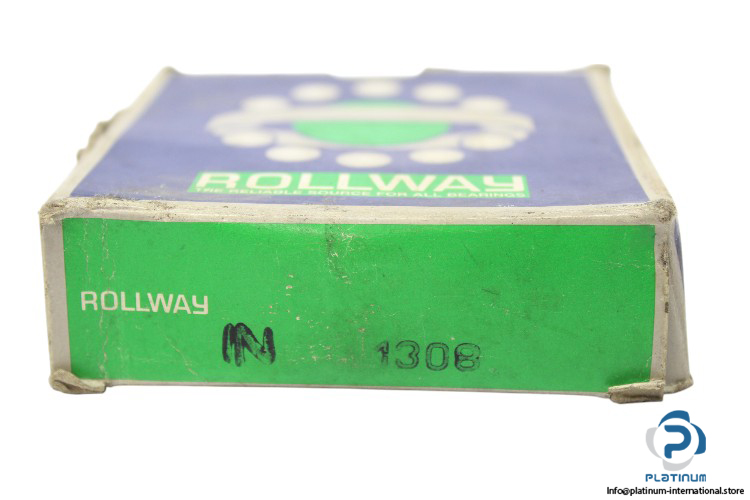 ROLLWAY
THE RELIABLE SOURCE FOR ALL BEARINGS
ROLLWAY
IN 1308
PLATINUM
Info@platinum-international.store